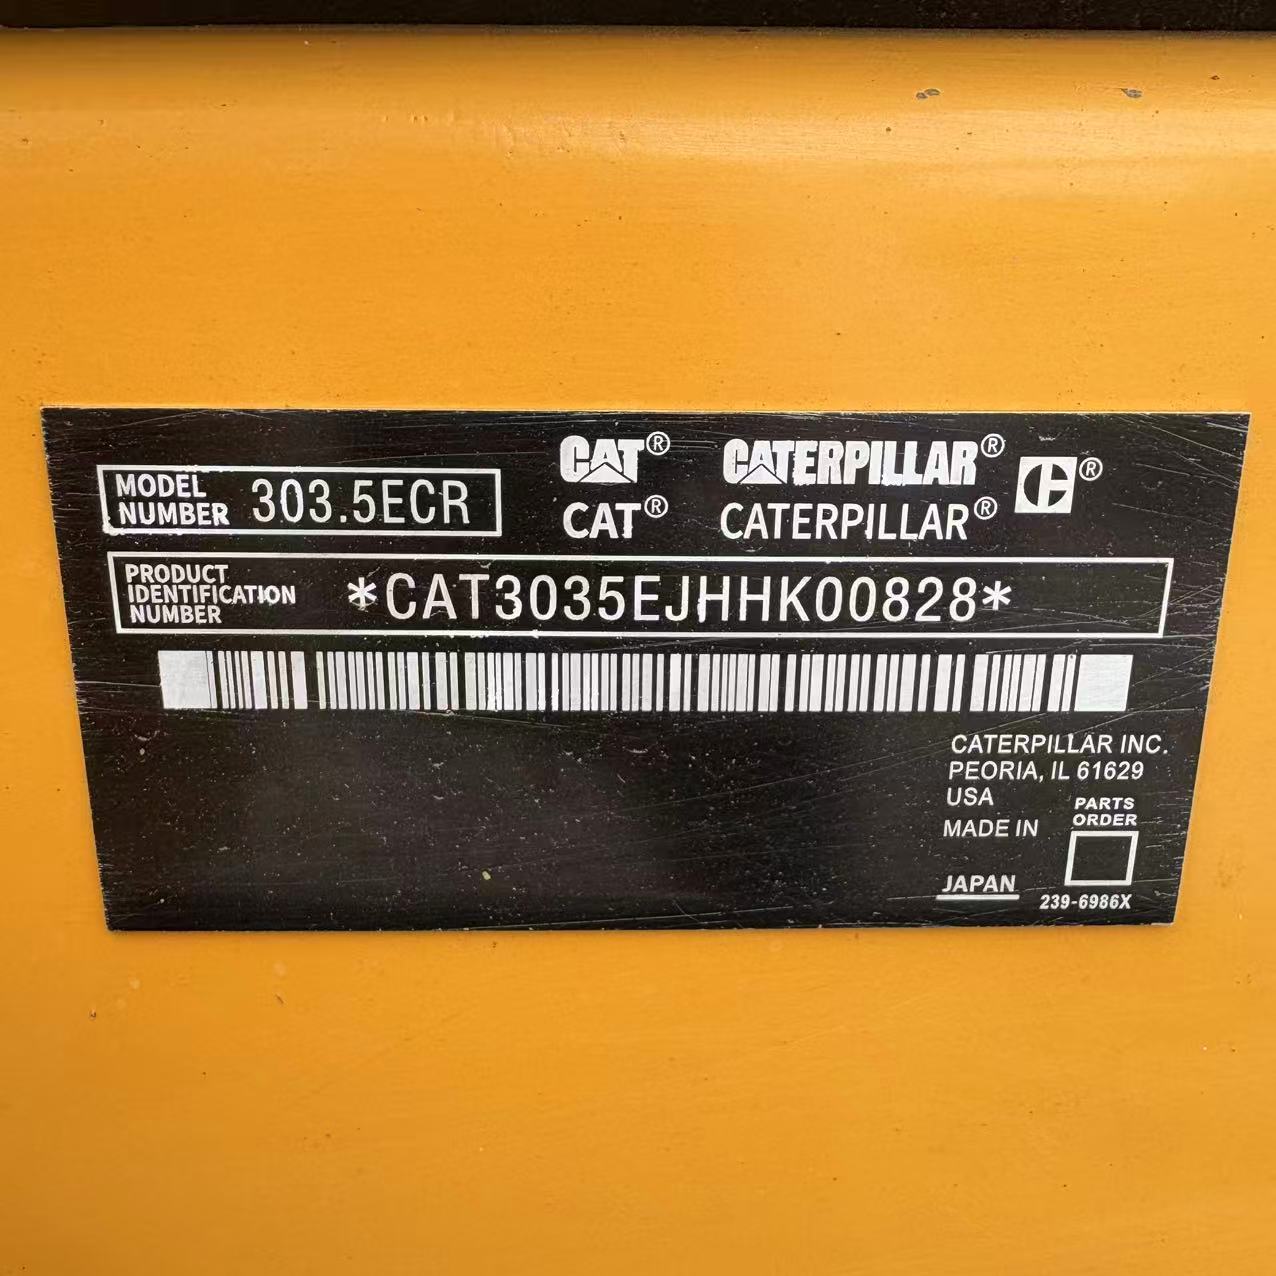 CAT® CATERPILLAR® C®
CAT® CATERPILLAR®
MODEL
NUMBER 303.5ECR
PRODUCT
IDENTIFICATION
NUMBER *CAT3035EJHHK00828*
CATERPILLAR INC.
PEORIA, IL 61629
USA
MADE IN
JAPAN
PARTS
ORDER
239-6986X